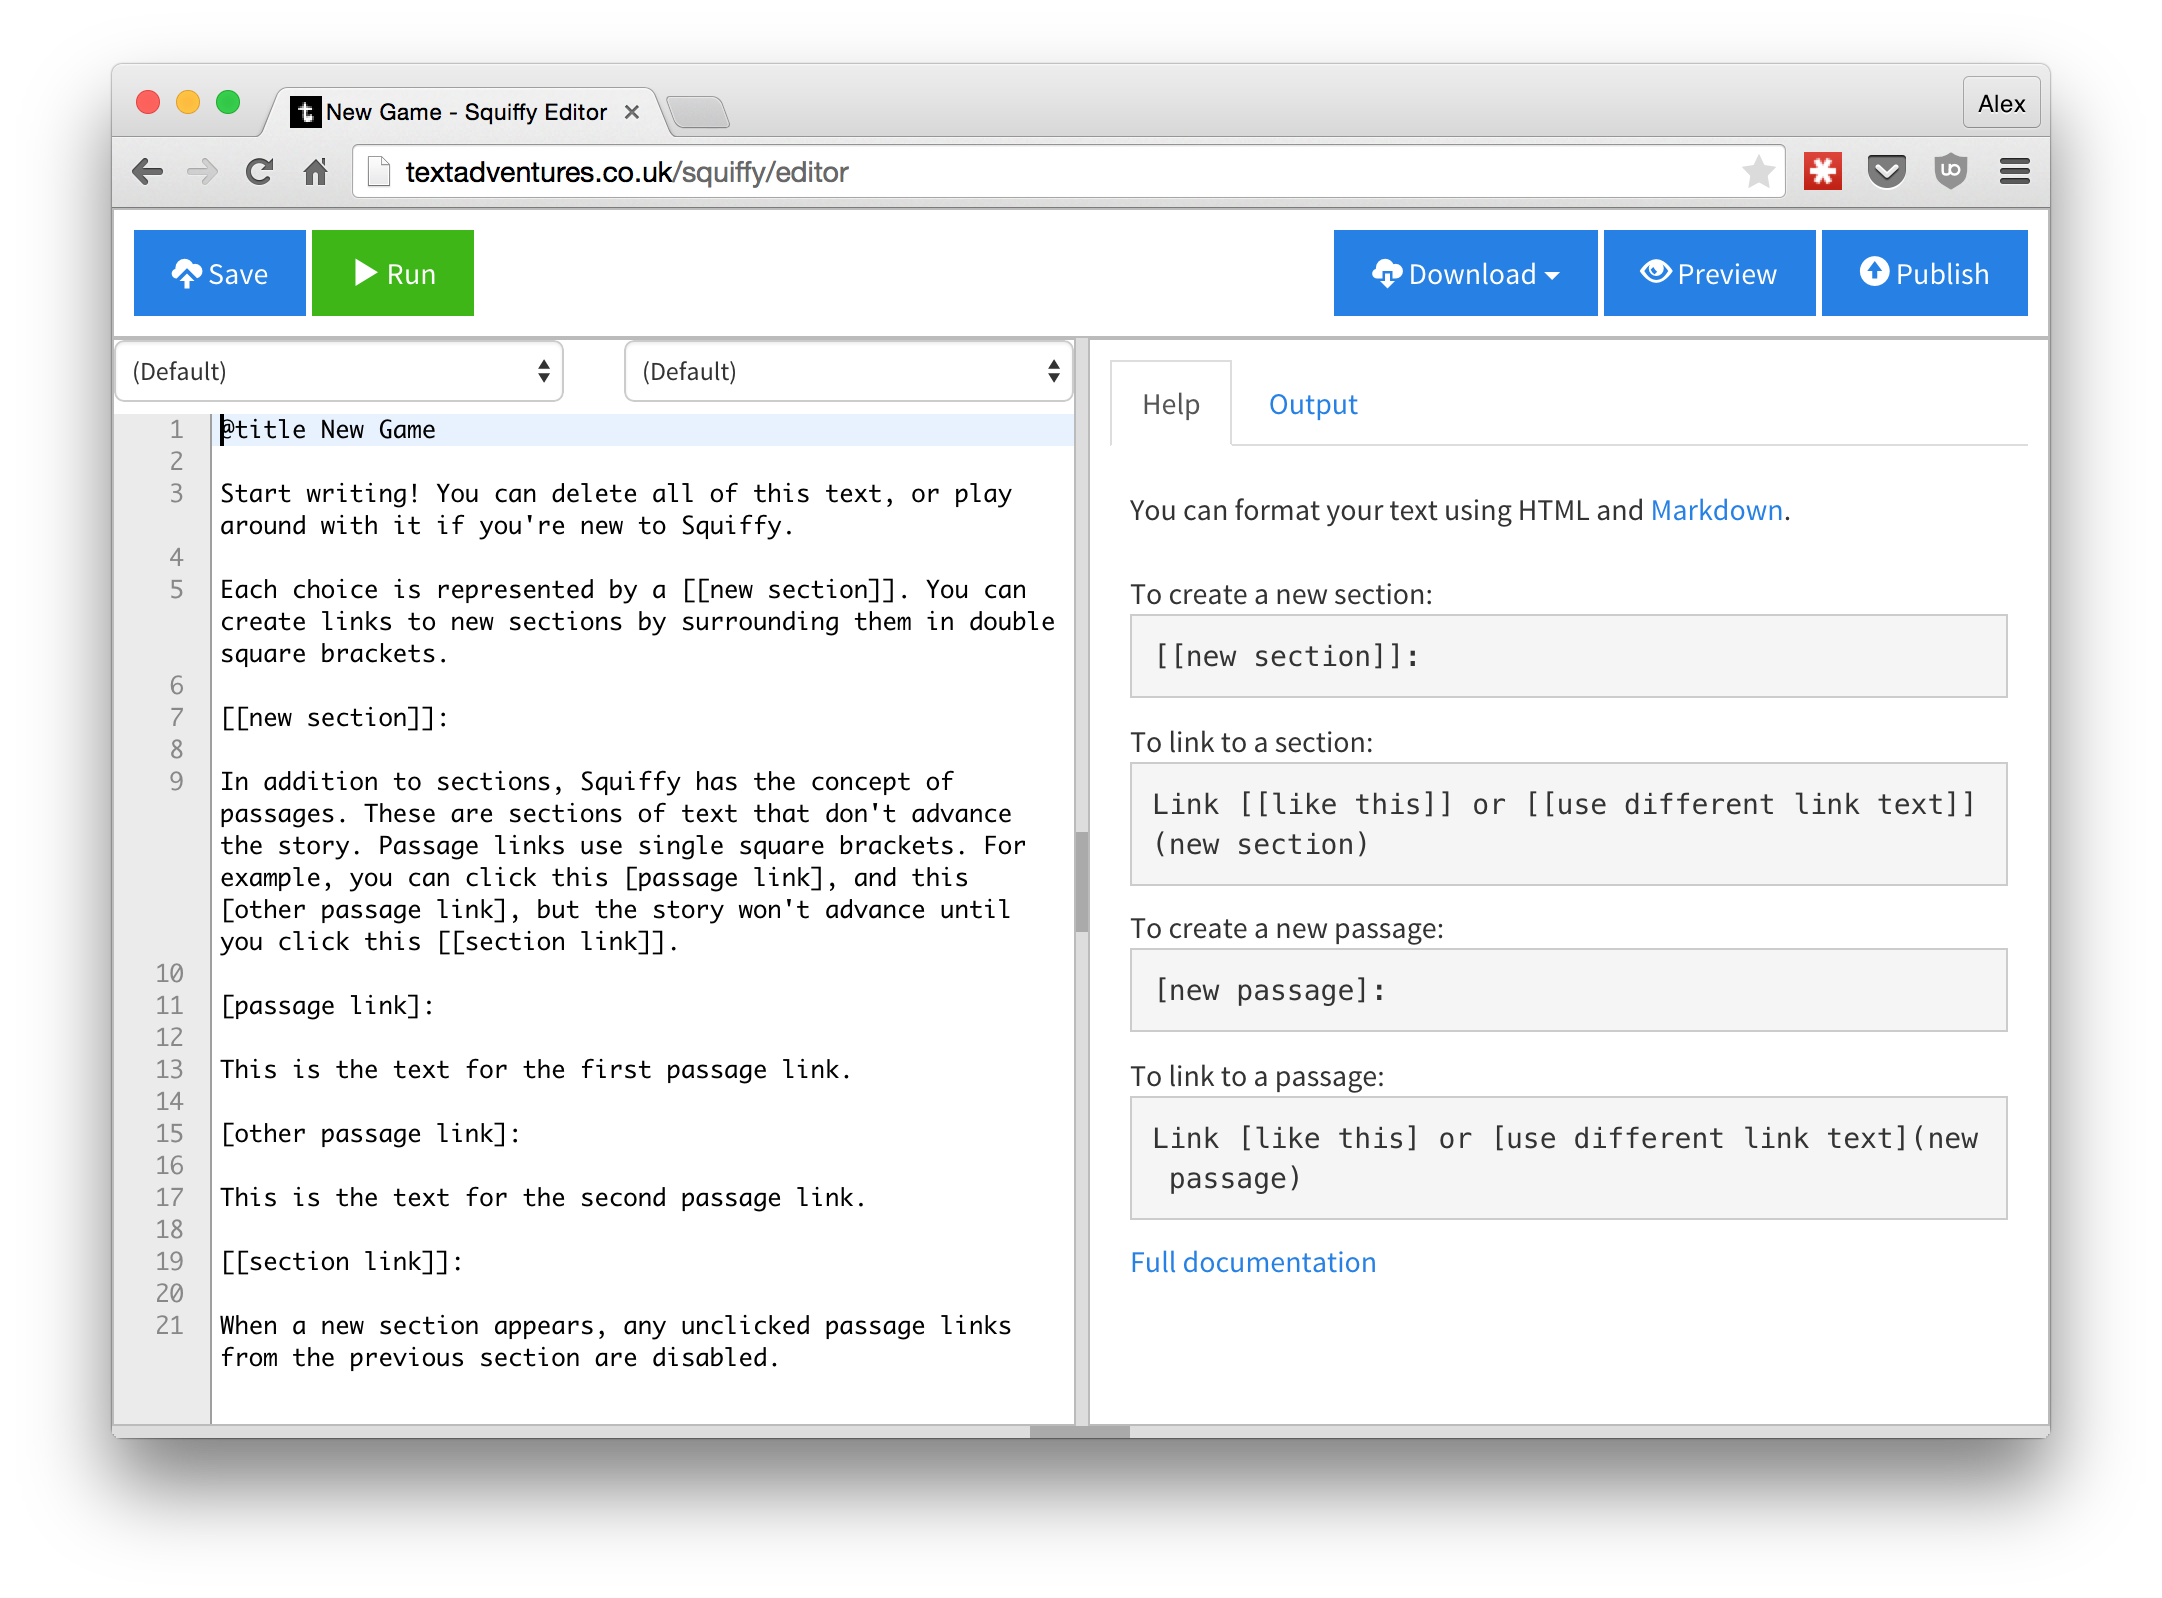 New Game - Squiffy Editor
Alex
textadventures.co.uk/squiffy/editor
Save
Run
Download
Preview
Publish
(Default)
(Default)
Help
Output
1 @title New Game
2
3 Start writing! You can delete all of this text, or play
around with it if you're new to Squiffy.
4
5 Each choice is represented by a [[new section]]. You can
create links to new sections by surrounding them in double
square brackets.
6
7 [[new section]]:
8
9 In addition to sections, Squiffy has the concept of
passages. These are sections of text that don't advance
the story. Passage links use single square brackets. For
example, you can click this [passage link], and this
[other passage link], but the story won't advance until
you click this [[section link]].
10
11 [passage link]:
12
13 This is the text for the first passage link.
14
15 [other passage link]:
16
17 This is the text for the second passage link.
18
19 [[section link]]:
20
21 When a new section appears, any unclicked passage links
from the previous section are disabled.
You can format your text using HTML and Markdown.
To create a new section:
[[new section]]:
To link to a section:
Link [[like this]] or [[use different link text]]
(new section)
To create a new passage:
[new passage]:
To link to a passage:
Link [like this] or [use different link text](new
passage)
Full documentation